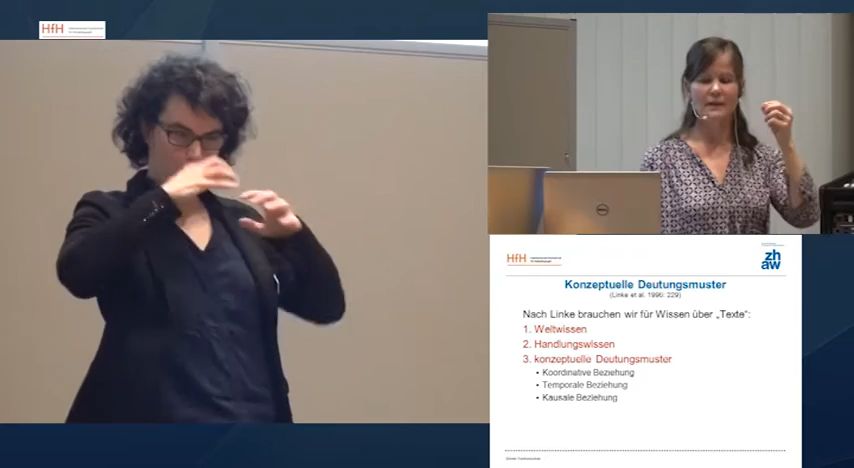 HfH
HfH
zh
aw
Konzeptuelle Deutungsmuster
(Linke et al. 1996: 229)
Nach Linke brauchen wir für Wissen über „Texte“:
1. Weltwissen
2. Handlungswissen
3. konzeptuelle Deutungsmuster
• Koordinative Beziehung
• Temporale Beziehung
• Kausale Beziehung
DELL